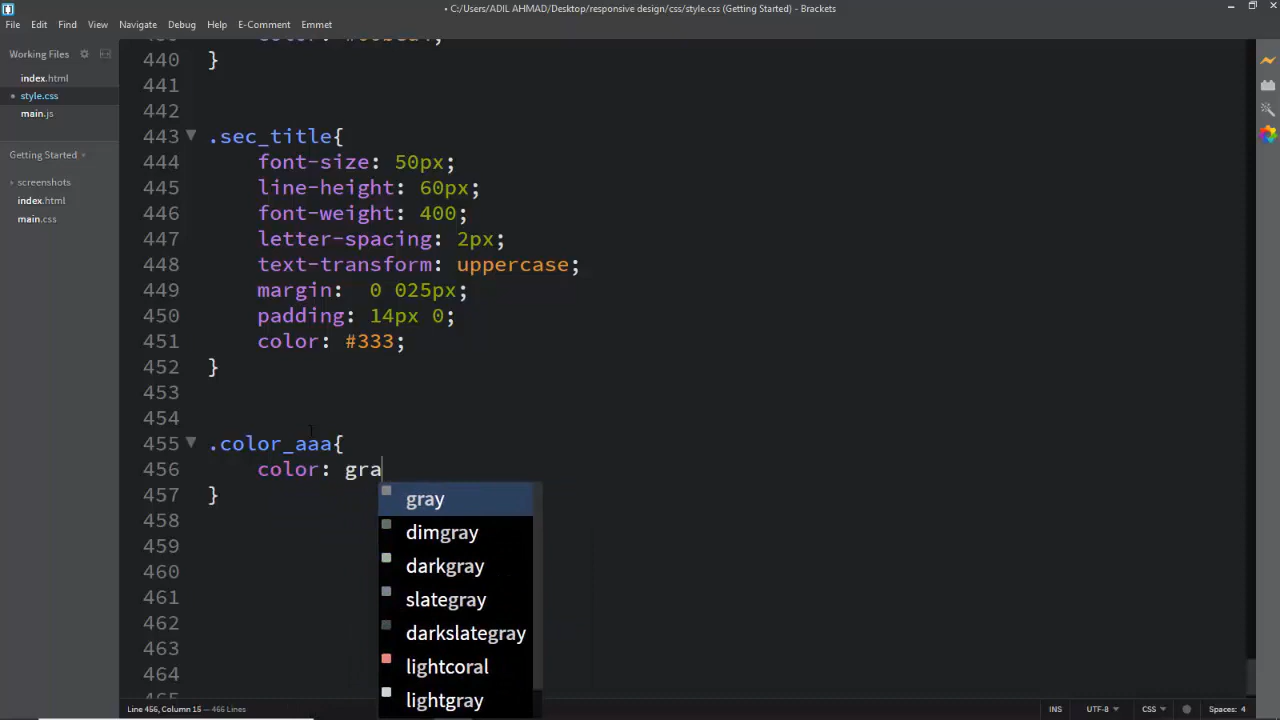 • C:/Users/ADIL AHMAD/Desktop/responsive design/css/style.css (Getting Started) - Brackets
File Edit Find View Navigate Debug Help E-Commerce Emmet
Working Files
index.html
• style.css
main.js
Getting Started
screenshots
index.html
main.css
440 }
441
442
443 .sec_title{
444 font-size: 50px;
445 line-height: 60px;
446 font-weight: 400;
447 letter-spacing: 2px;
448 text-transform: uppercase;
449 margin:  0 025px;
450 padding: 14px 0;
451 color: #333;
452 }
453
454
455 .color_aaa{
456 color: gra
457 }
458
459
460
461
462
463
464
gray
dimgray
darkgray
slategray
darkslategray
lightcoral
lightgray
Line 456, Column 15 — 466 Lines
INS UTF-8 CSS Spaces: 4